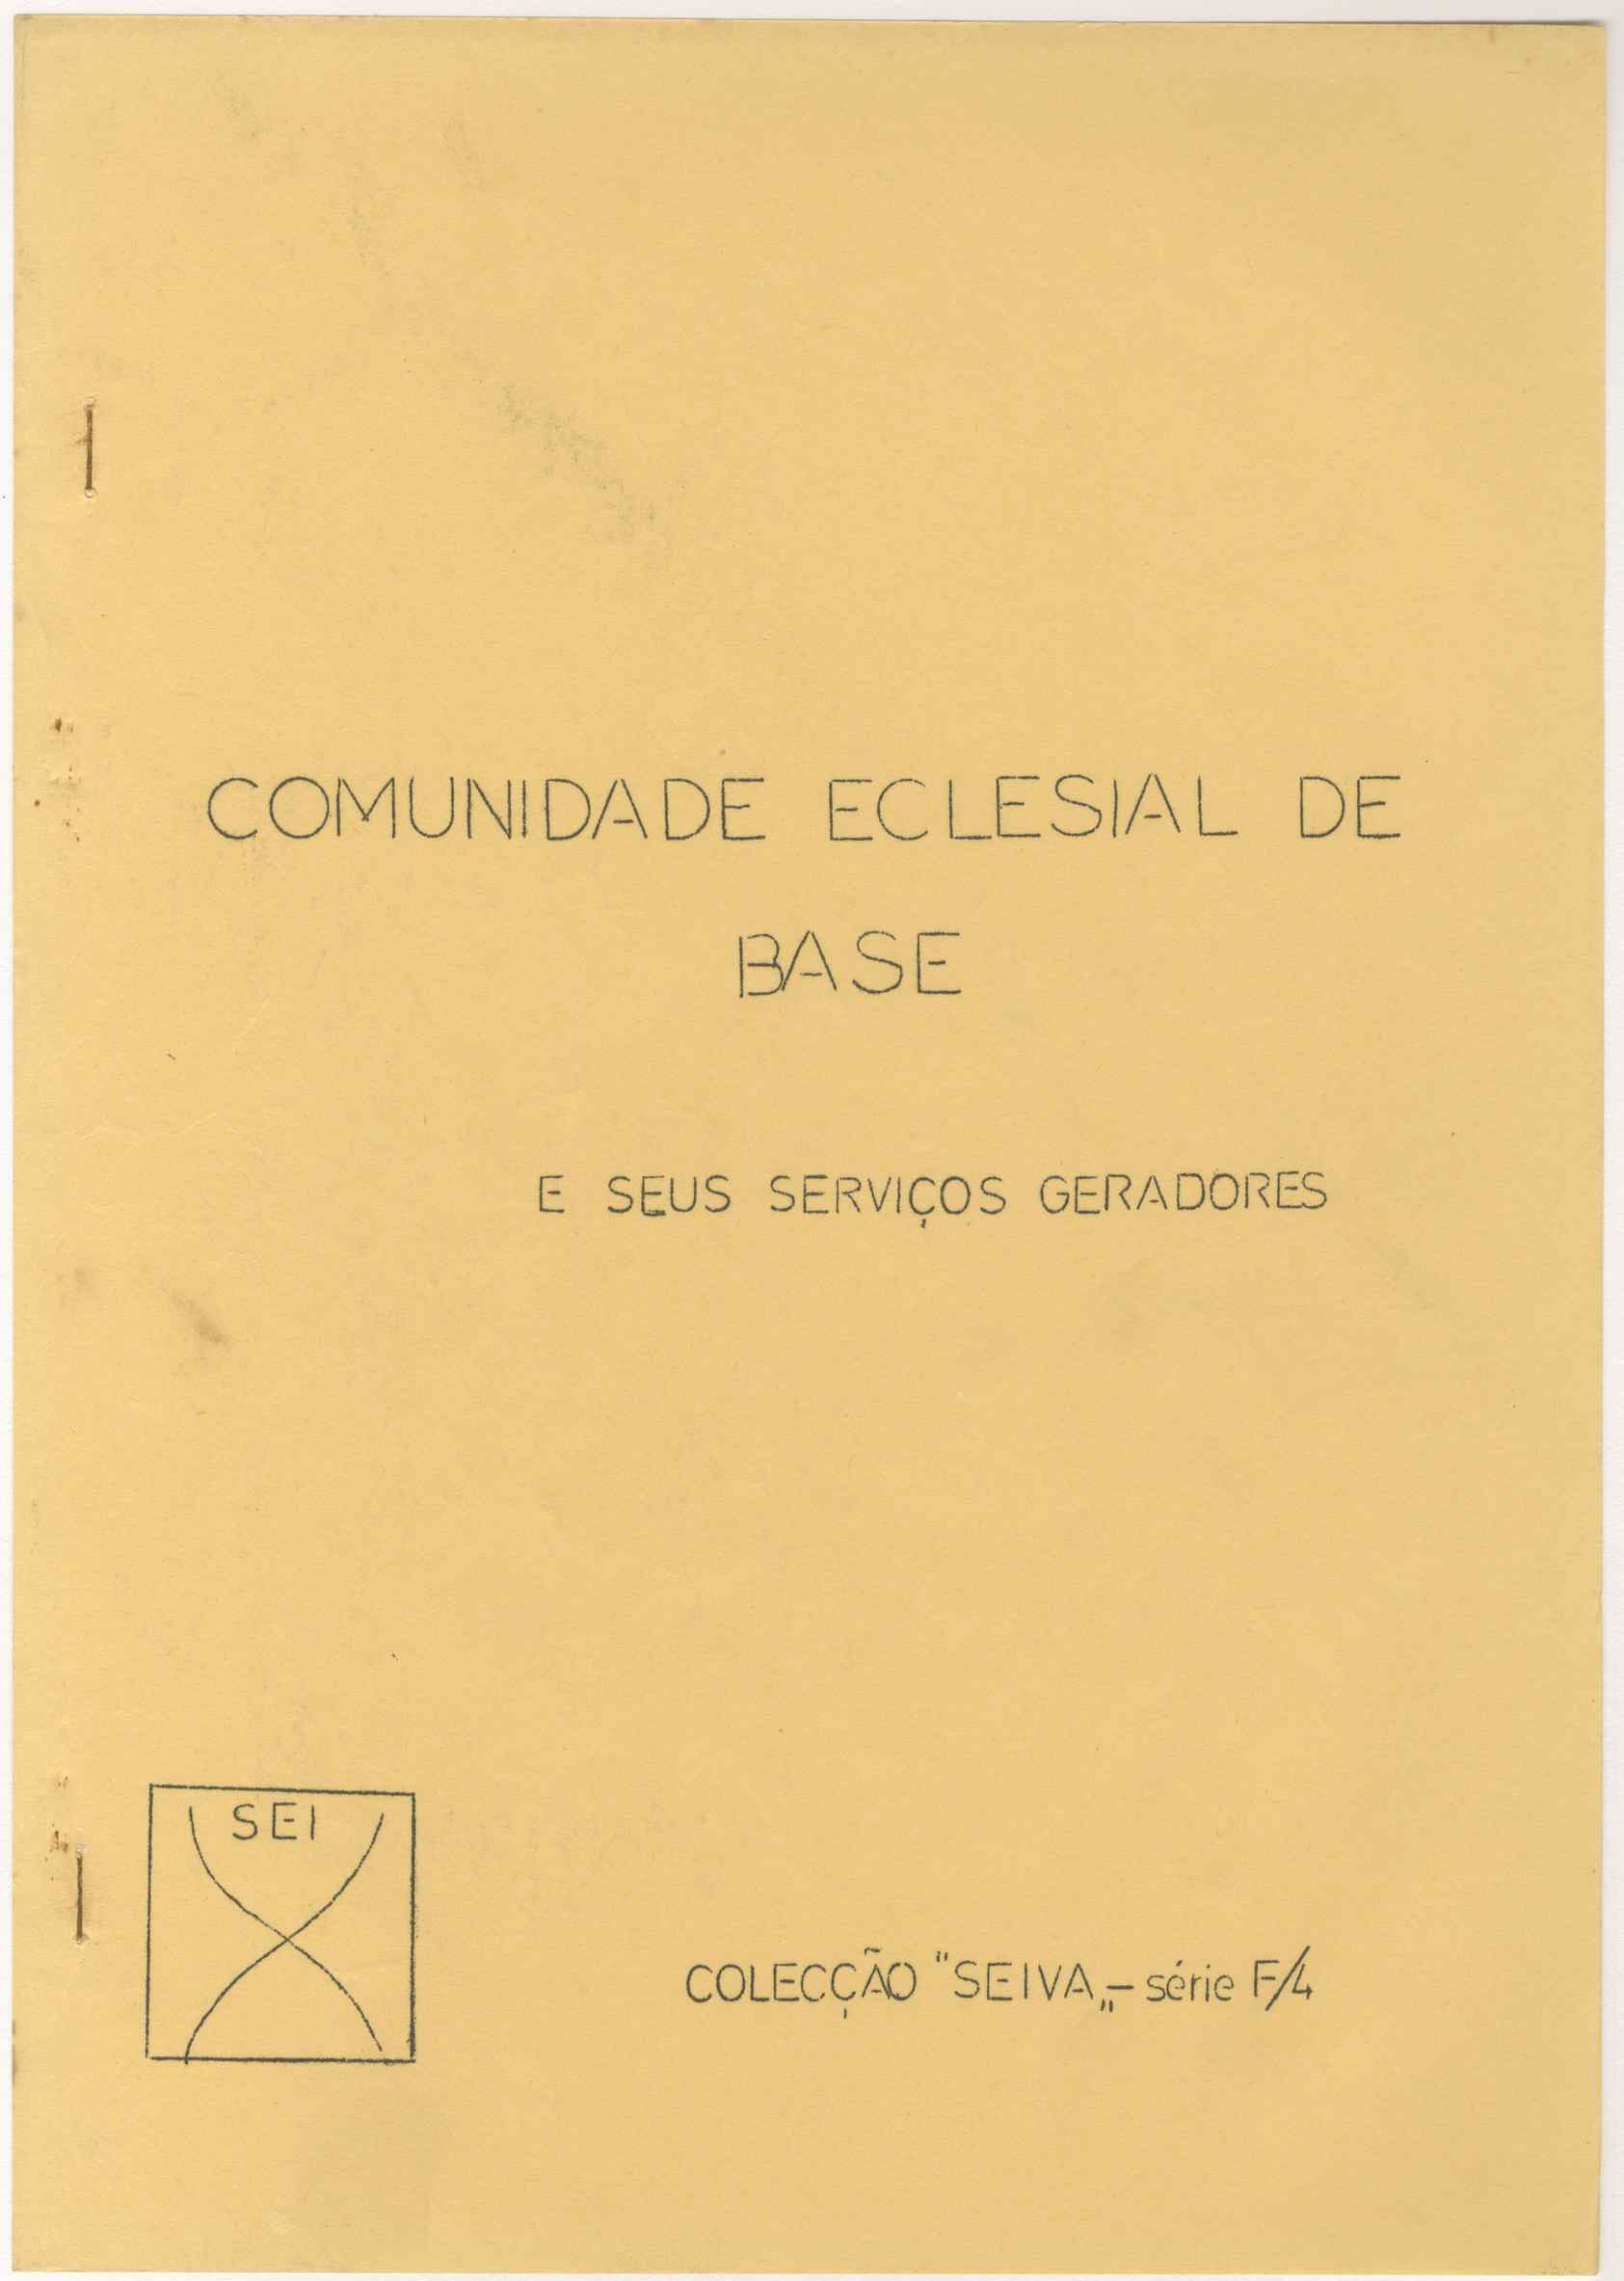 COMUNIDADE ECLESIAL DE
BASE
E SEUS SERVIÇOS GERADORES
SEI
COLECÇÃO "SEIVA„- série F/4